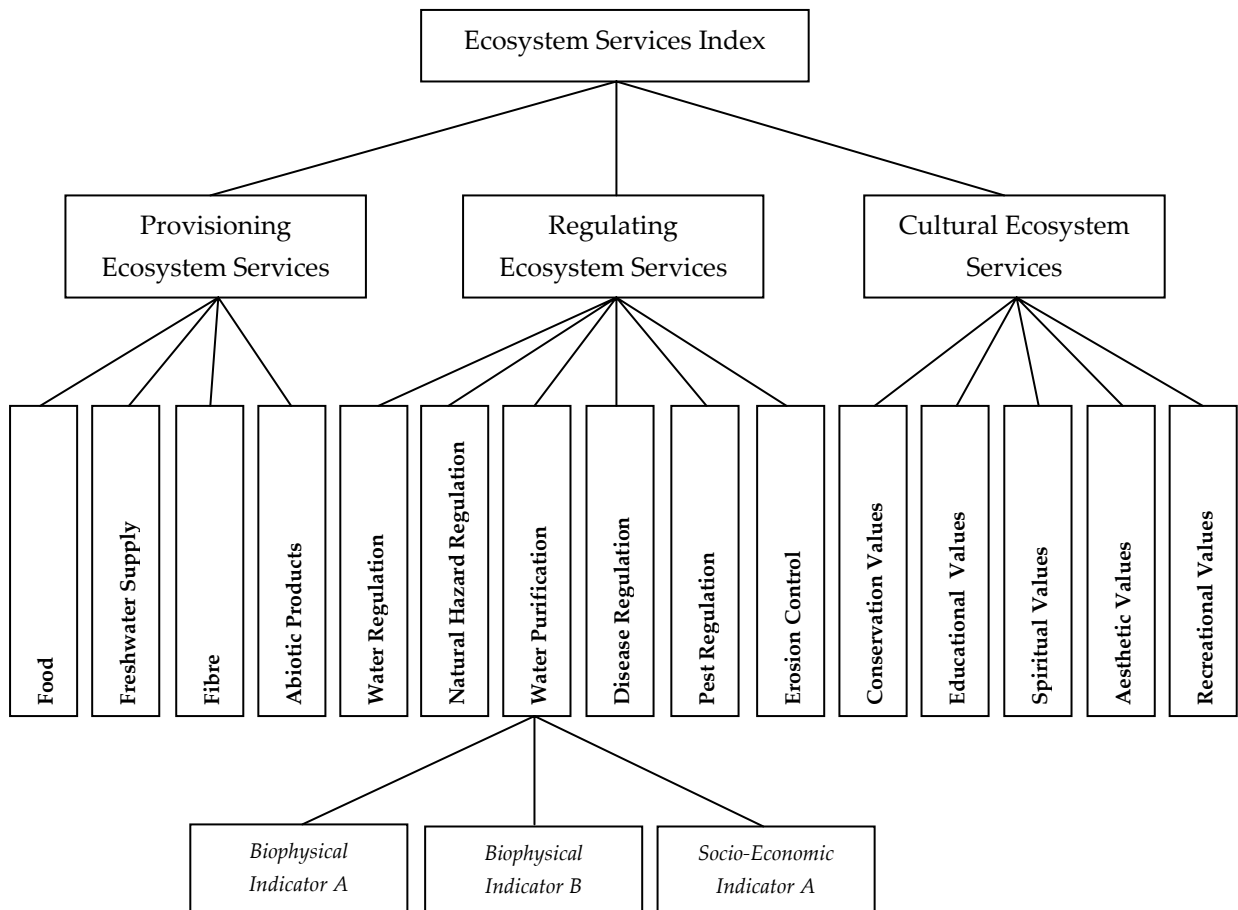 Ecosystem Services Index
Provisioning
Ecosystem Services
Regulating
Ecosystem Services
Cultural Ecosystem
Services
Food
Freshwater Supply
Fibre
Abiotic Products
Water Regulation
Natural Hazard Regulation
Water Purification
Disease Regulation
Pest Regulation
Erosion Control
Conservation Values
Educational Values
Spiritual Values
Aesthetic Values
Recreational Values
Biophysical
Indicator A
Biophysical
Indicator B
Socio-Economic
Indicator A